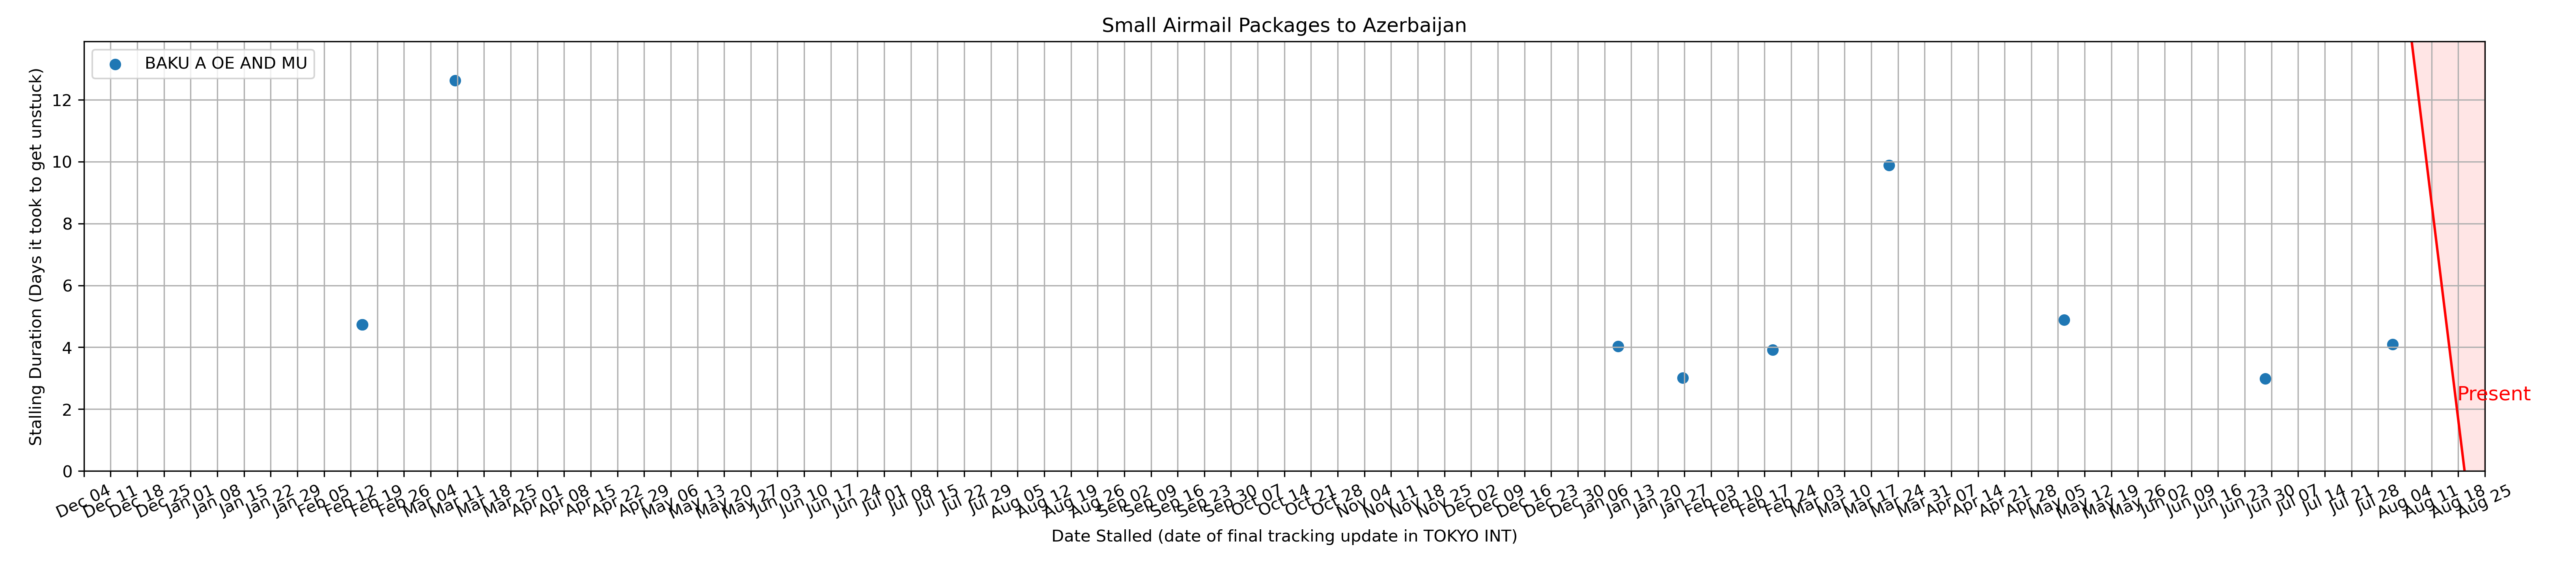 Small Airmail Packages to Azerbaijan
BAKU A OE AND MU
Stalling Duration (Days it took to get unstuck)
12
10
8
6
4
2
0
Present
Dec 04 Dec 11 Dec 18 Dec 25 Jan 01 Jan 08 Jan 15 Jan 22 Jan 29 Feb 05 Feb 12 Feb 19 Feb 26 Mar 04 Mar 11 Mar 18 Mar 25 Apr 01 Apr 08 Apr 15 Apr 22 Apr 29 May 06 May 13 May 20 May 27 Jun 03 Jun 10 Jun 17 Jun 24 Jul 01 Jul 08 Jul 15 Jul 22 Jul 29 Aug 05 Aug 12 Aug 19 Aug 26 Sep 02 Sep 09 Sep 16 Sep 23 Sep 30 Oct 07 Oct 14 Oct 21 Oct 28 Nov 04 Nov 11 Nov 18 Nov 25 Dec 02 Dec 09 Dec 16 Dec 23 Dec 30 Jan 06 Jan 13 Jan 20 Jan 27 Feb 03 Feb 10 Feb 17 Feb 24 Mar 03 Mar 10 Mar 17 Mar 24 Mar 31 Apr 07 Apr 14 Apr 21 Apr 28 May 05 May 12 May 19 May 26 Jun 02 Jun 09 Jun 16 Jun 23 Jun 30 Jul 07 Jul 14 Jul 21 Jul 28 Aug 04 Aug 11 Aug 18 Aug 25
Date Stalled (date of final tracking update in TOKYO INT)